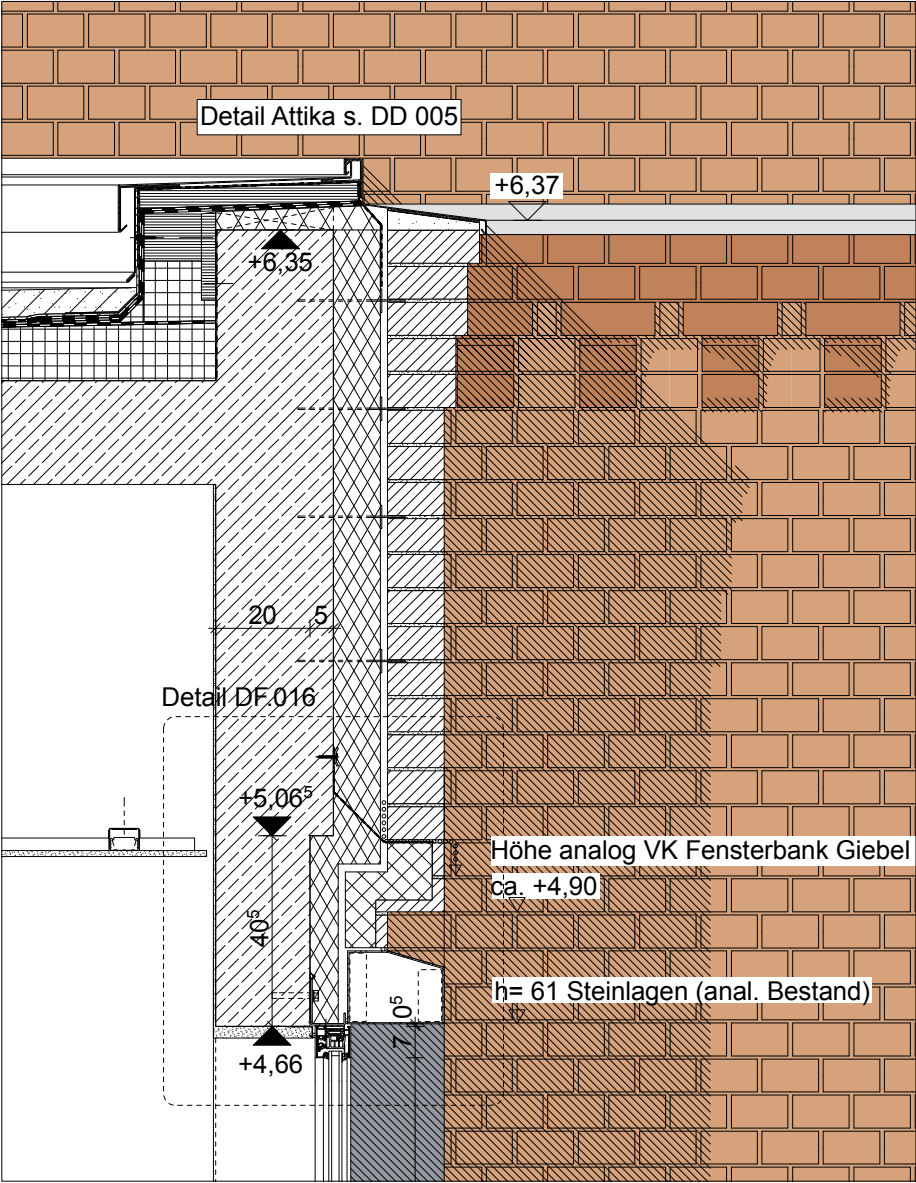 Detail Attika s. DD 005
+6,37
+6,35
20 5
Detail DF.016
+5,06⁵
Höhe analog VK Fensterbank Giebel
ca. +4,90
40⁵
h= 61 Steinlagen (anal. Bestand)
0⁵
7
+4,66